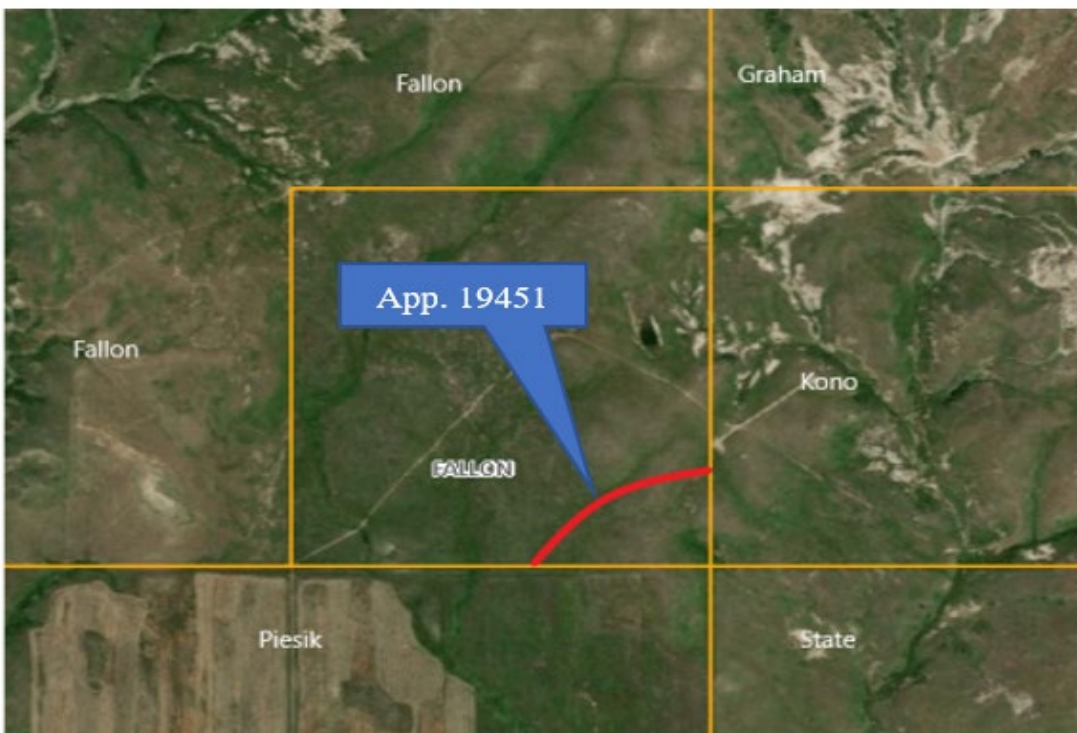 Fallon
Graham
App. 19451
Fallon
Kono
FALLON
Piesik
State